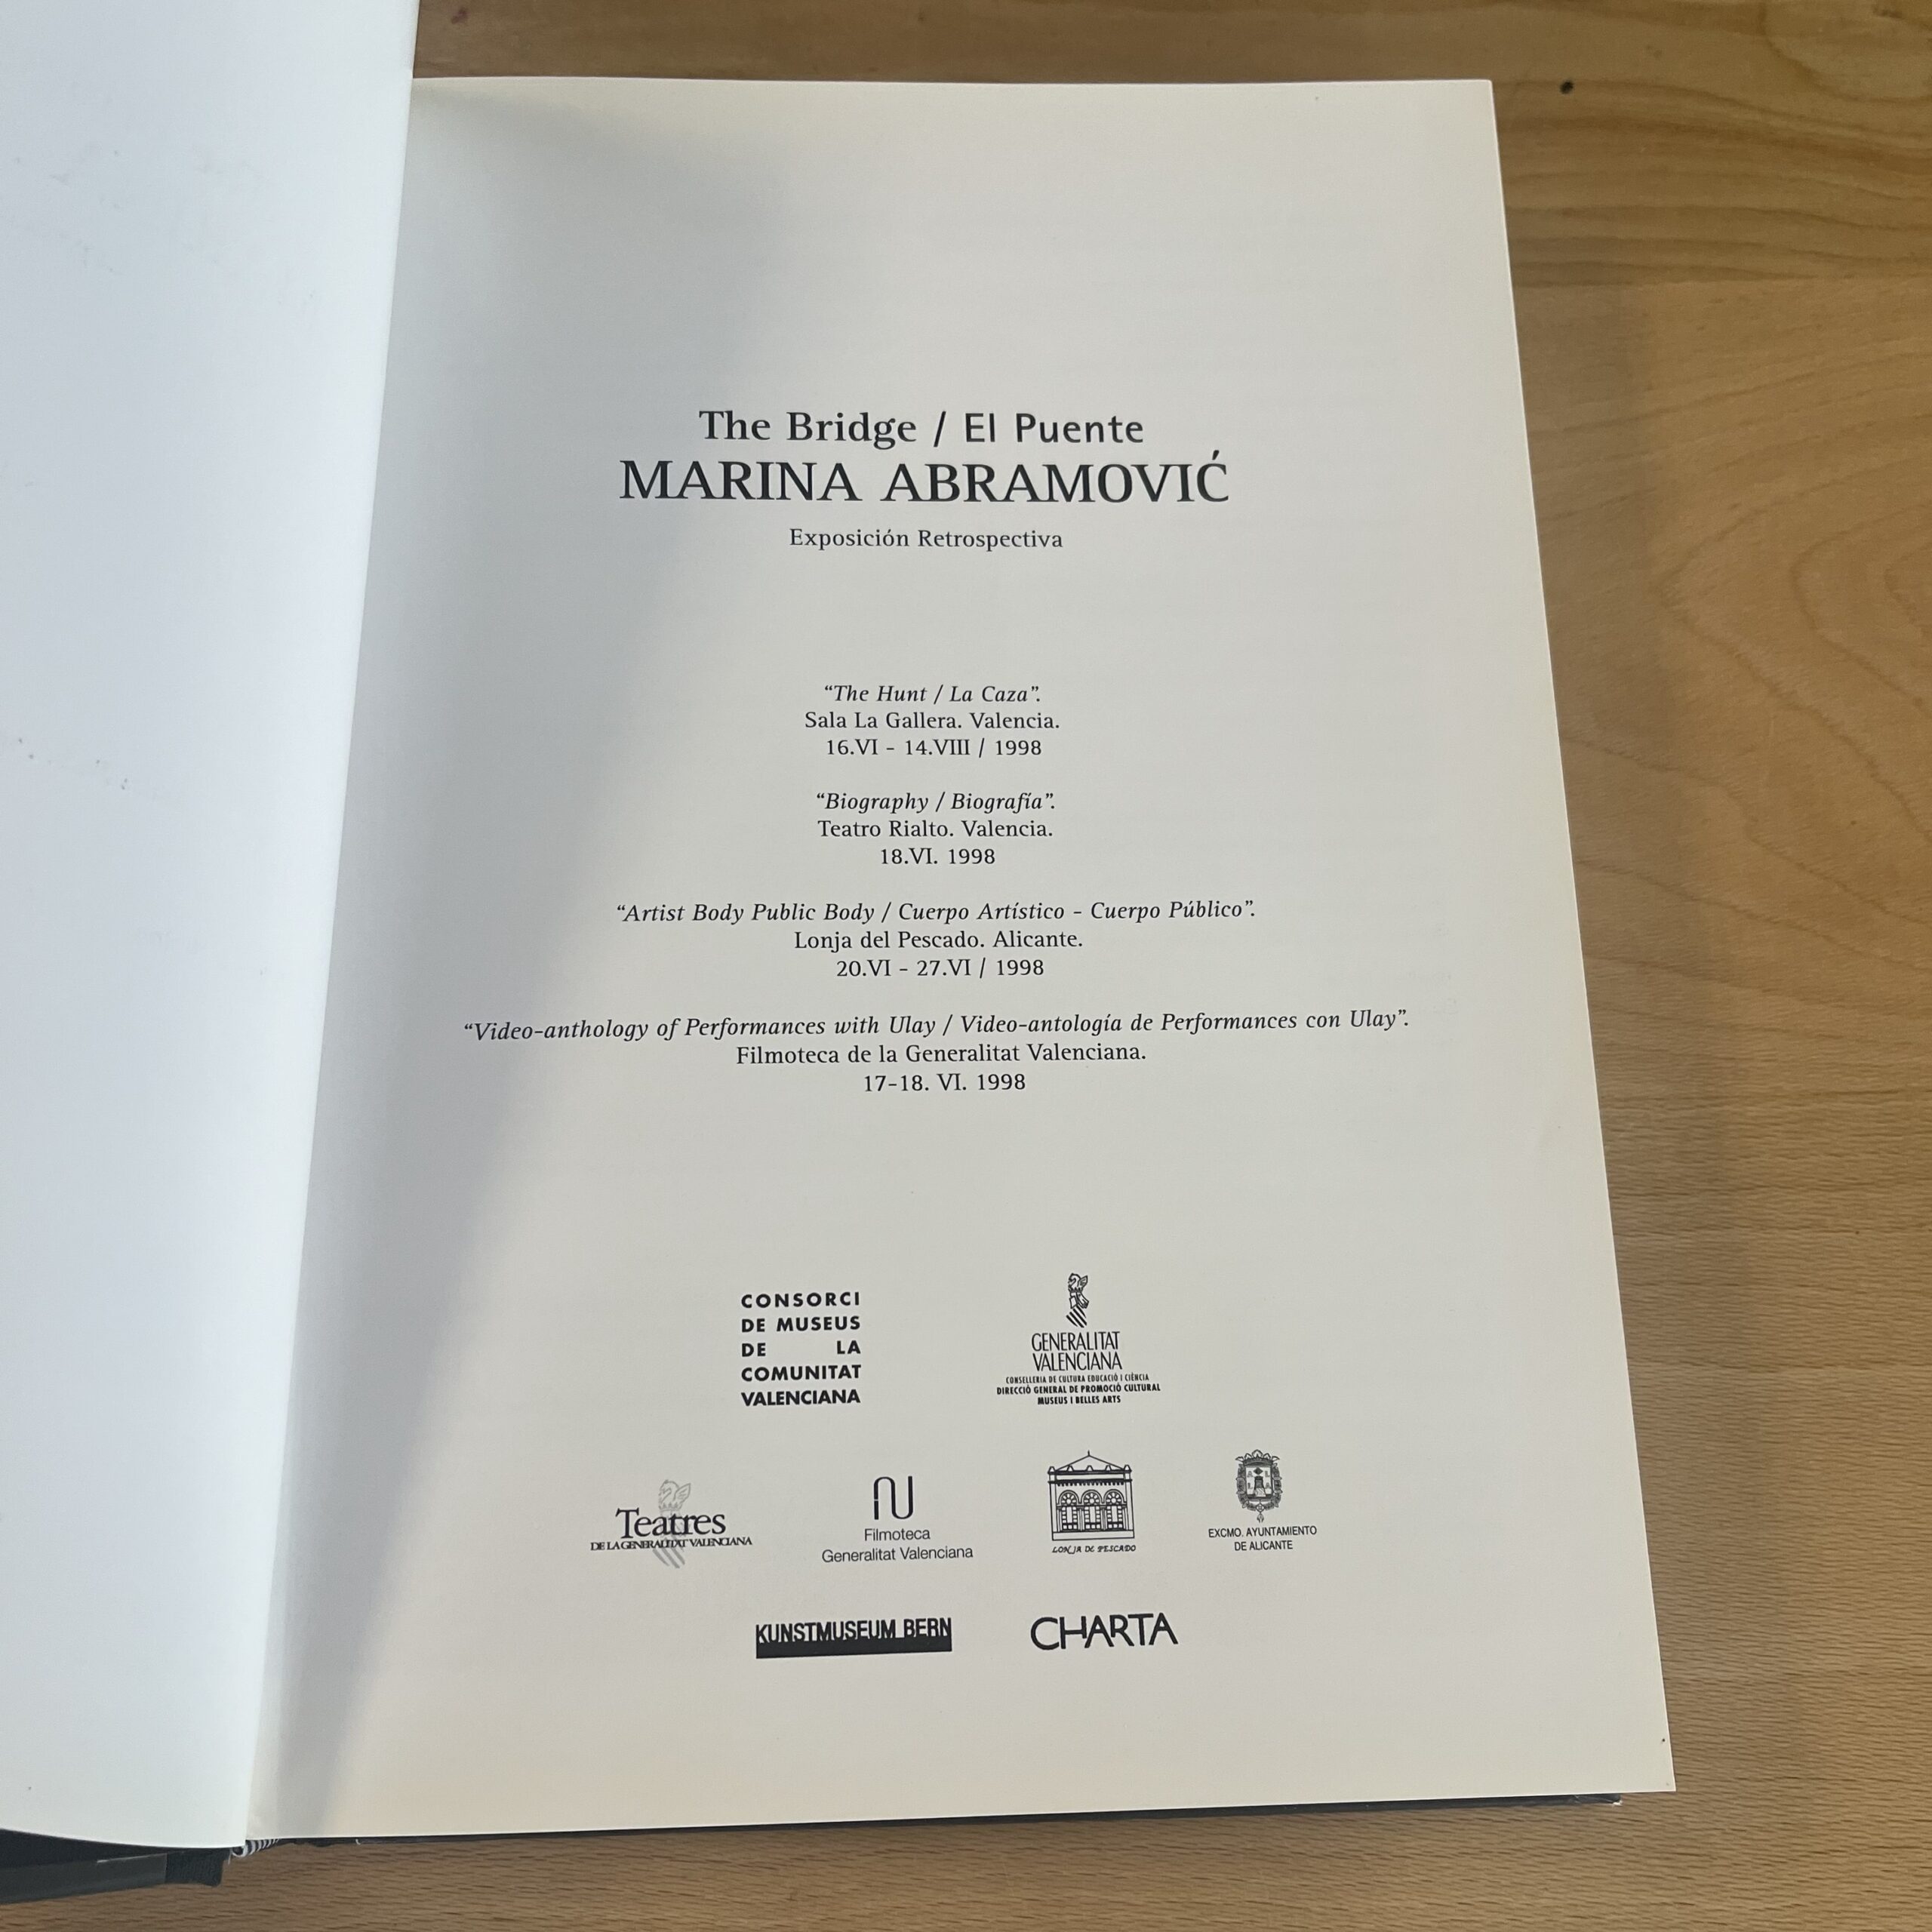 The Bridge / El Puente
MARINA ABRAMOVIĆ
Exposición Retrospectiva
“The Hunt / La Caza”.
Sala La Gallera. Valencia.
16.VI - 14.VIII / 1998
“Biography / Biografía”.
Teatro Rialto. Valencia.
18.VI. 1998
“Artist Body Public Body / Cuerpo Artístico - Cuerpo Público”.
Lonja del Pescado. Alicante.
20.VI - 27.VI / 1998
“Video-anthology of Performances with Ulay / Video-antología de Performances con Ulay”.
Filmoteca de la Generalitat Valenciana.
17-18. VI. 1998
CONSORCI
DE MUSEUS
DE LA
COMUNITAT
VALENCIANA
GENERALITAT
VALENCIANA
CONSELLERIA DE CULTURA EDUCACIÓ I CIÈNCIA
DIRECCIÓ GENERAL DE PROMOCIÓ CULTURAL
MUSEUS I BELLES ARTS
Teatres
DE LA GENERALITAT VALENCIANA
Filmoteca
Generalitat Valenciana
LONJA DE PESCADO
EXCMO. AYUNTAMIENTO
DE ALICANTE
KUNSTMUSEUM BERN
CHARTA